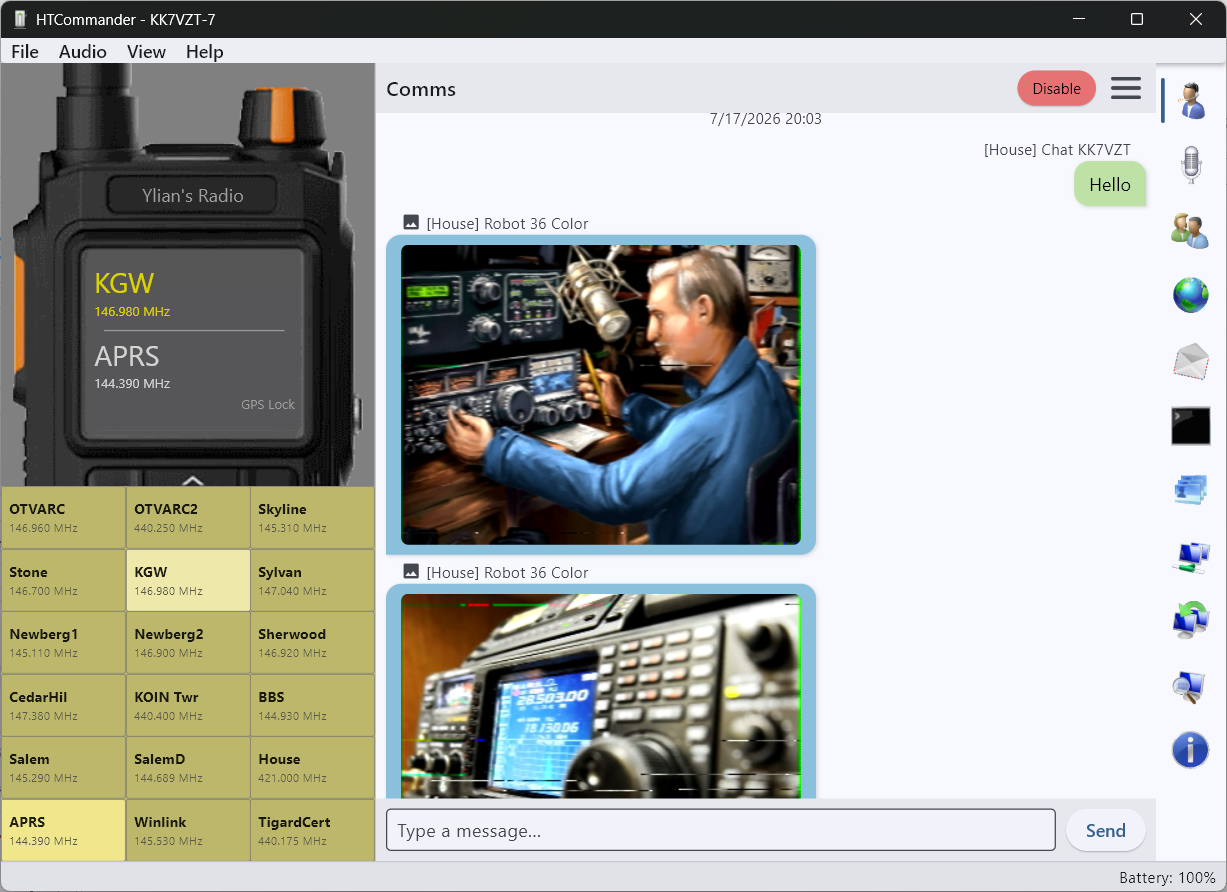 HTCommander - KK7VZT-7
File Audio View Help
Ylian's Radio
KGW
146.980 MHz
APRS
144.390 MHz
GPS Lock
OTVARC
146.960 MHz
OTVARC2
440.250 MHz
Skyline
145.310 MHz
Stone
146.700 MHz
KGW
146.980 MHz
Sylvan
147.040 MHz
Newberg1
145.110 MHz
Newberg2
146.900 MHz
Sherwood
146.920 MHz
CedarHil
147.380 MHz
KOIN Twr
440.400 MHz
BBS
144.930 MHz
Salem
145.290 MHz
SalemD
144.689 MHz
House
421.000 MHz
APRS
144.390 MHz
Winlink
145.530 MHz
TigardCert
440.175 MHz
Comms
Disable
7/17/2026 20:03
[House] Chat KK7VZT
Hello
[House] Robot 36 Color
[House] Robot 36 Color
28.503.00
18.130.06
Type a message...
Send
Battery: 100%